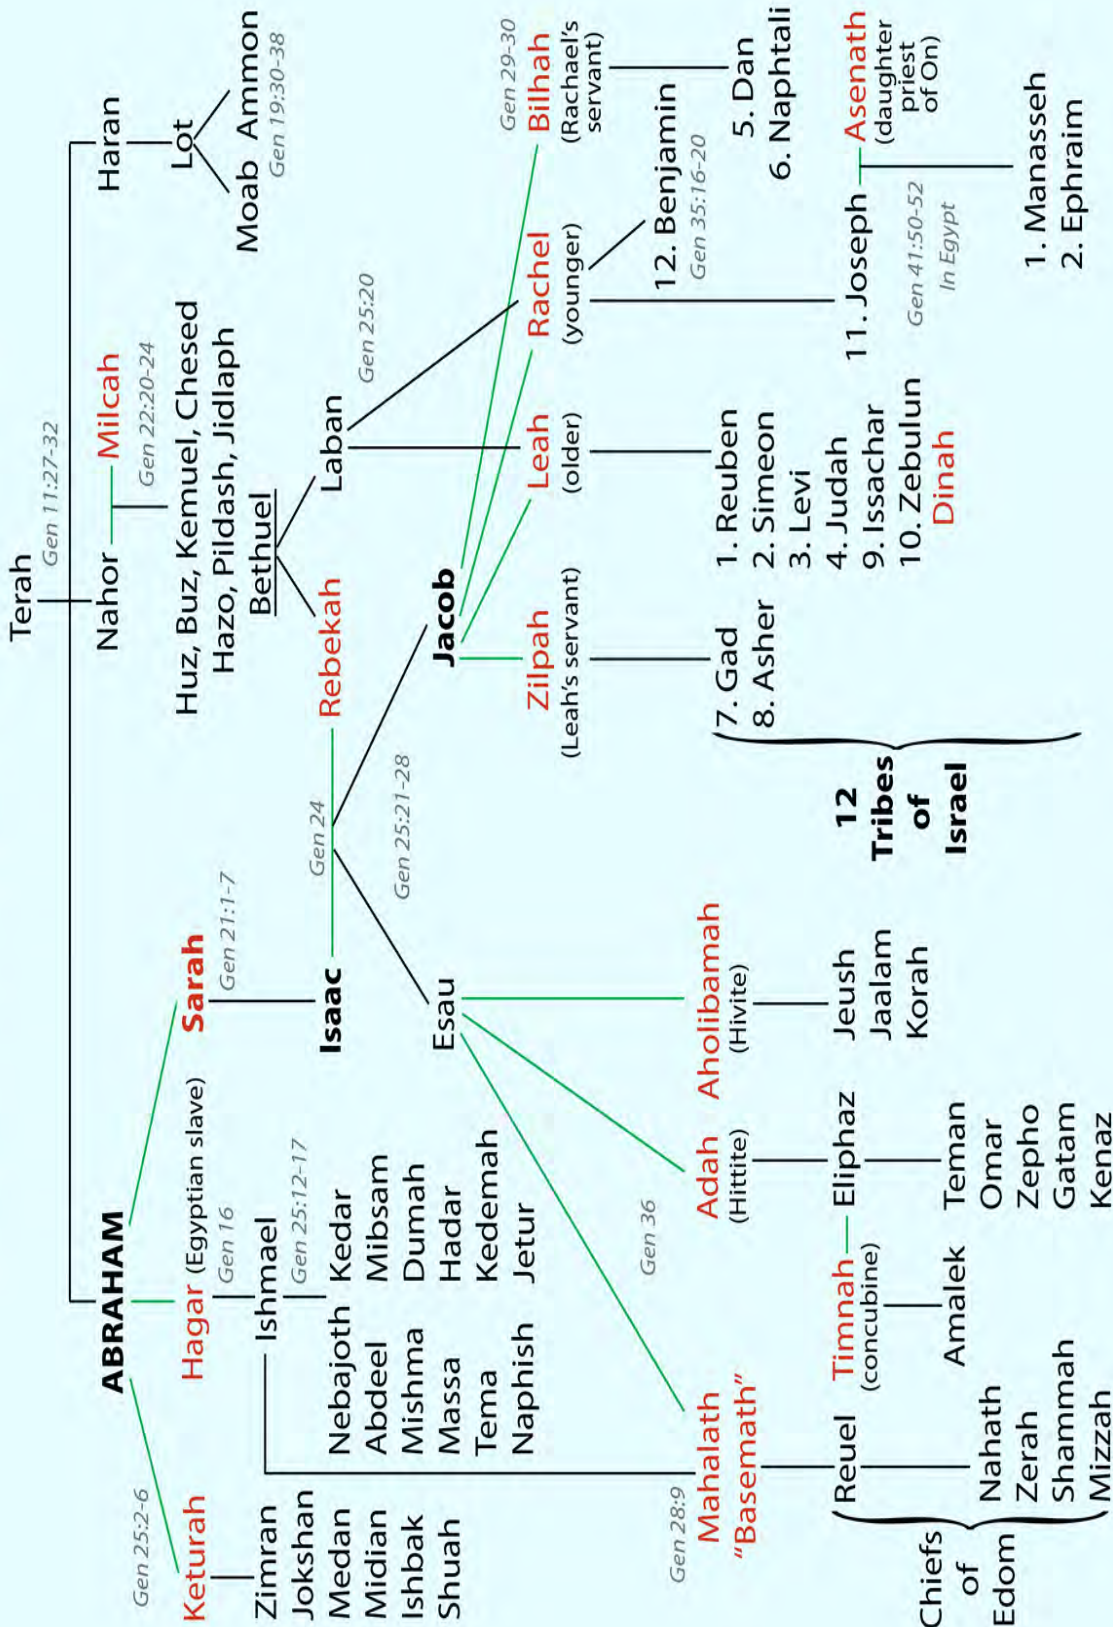 Terah
Gen 11:27-32
ABRAHAM
Nahor
Milcah
Haran
Gen 25:2-6
Gen 22:20-24
Keturah
Hagar (Egyptian slave)
Gen 16
Sarah
Gen 21:1-7
Huz, Buz, Kemuel, Chesed
Hazo, Pildash, Jidlaph
Bethuel
Lot
Moab
Ammon
Gen 19:30-38
Zimran
Jokshan
Medan
Midian
Ishbak
Shuah
Ishmael
Gen 25:12-17
Nebajoth
Kedar
Abdeel
Mibsam
Mishma
Dumah
Massa
Hadar
Tema
Kedemah
Naphish
Jetur
Isaac
Gen 24
Rebekah
Laban
Gen 25:20
Gen 25:21-28
Esau
Jacob
Gen 29-30
Zilpah
(Leah's servant)
Leah
(older)
Rachel
(younger)
Bilhah
(Rachael's
servant)
12. Benjamin
Gen 35:16-20
5. Dan
6. Naphtali
Gen 36
Gen 28:9
Mahalath
"Basemath"
Adah
(Hittite)
Aholibamah
(Hivite)
7. Gad
8. Asher
1. Reuben
2. Simeon
3. Levi
4. Judah
9. Issachar
10. Zebulun
Dinah
11. Joseph
Asenath
(daughter
priest
of On)
Gen 41:50-52
In Egypt
1. Manasseh
2. Ephraim
12
Tribes
of
Israel
Reuel
Timnah
(concubine)
Eliphaz
Jeush
Jaalam
Korah
Chiefs
of
Edom
Nahath
Zerah
Shammah
Mizzah
Amalek
Teman
Omar
Zepho
Gatam
Kenaz